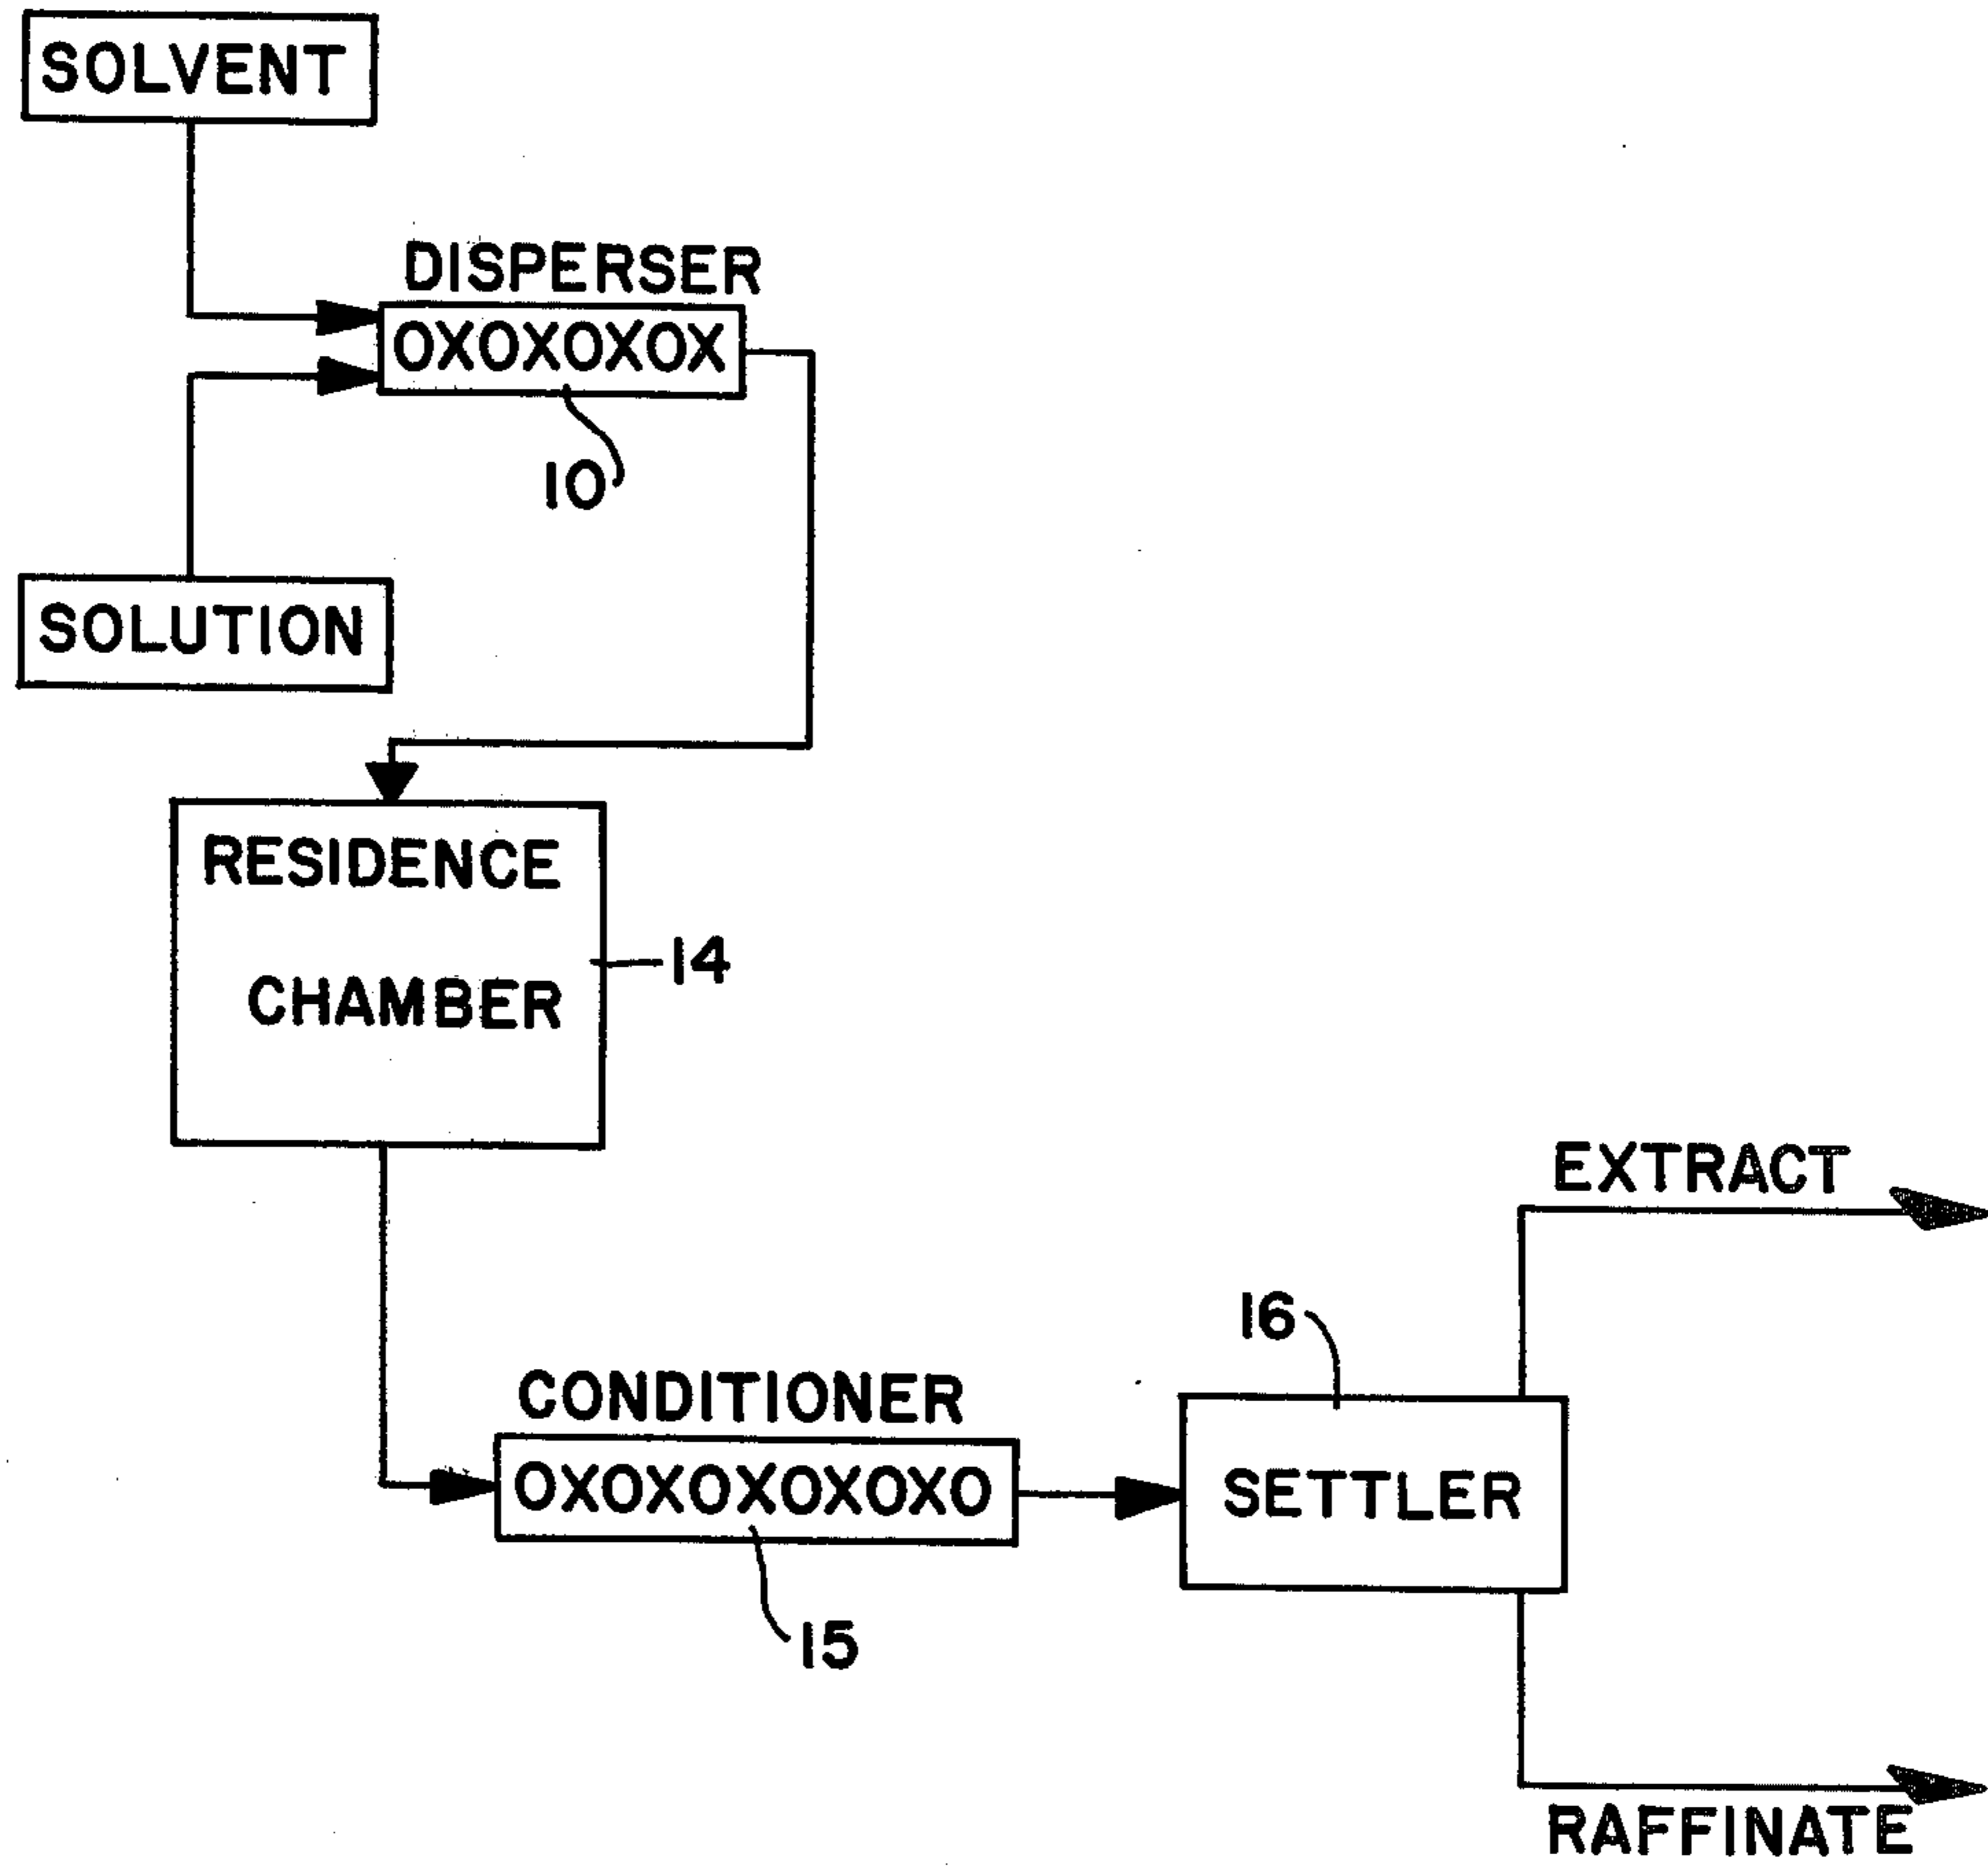 SOLVENT
DISPERSER
OXOXOXOX
10
SOLUTION
RESIDENCE
CHAMBER
14
EXTRACT
16
CONDITIONER
OXOXOXOXOXO
SETTLER
15
RAFFINATE